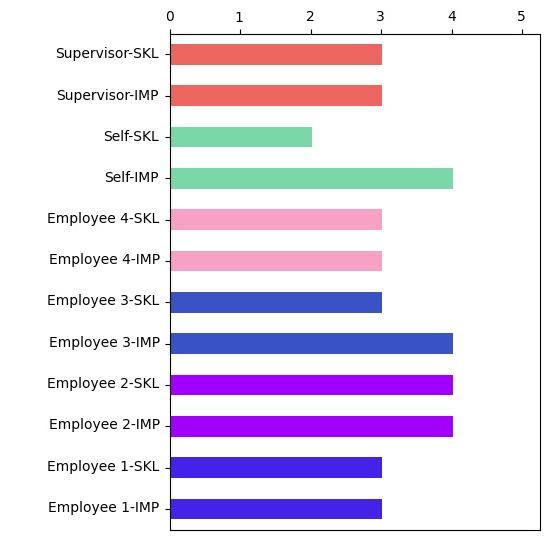 0 1 2 3 4 5
Supervisor-SKL
Supervisor-IMP
Self-SKL
Self-IMP
Employee 4-SKL
Employee 4-IMP
Employee 3-SKL
Employee 3-IMP
Employee 2-SKL
Employee 2-IMP
Employee 1-SKL
Employee 1-IMP